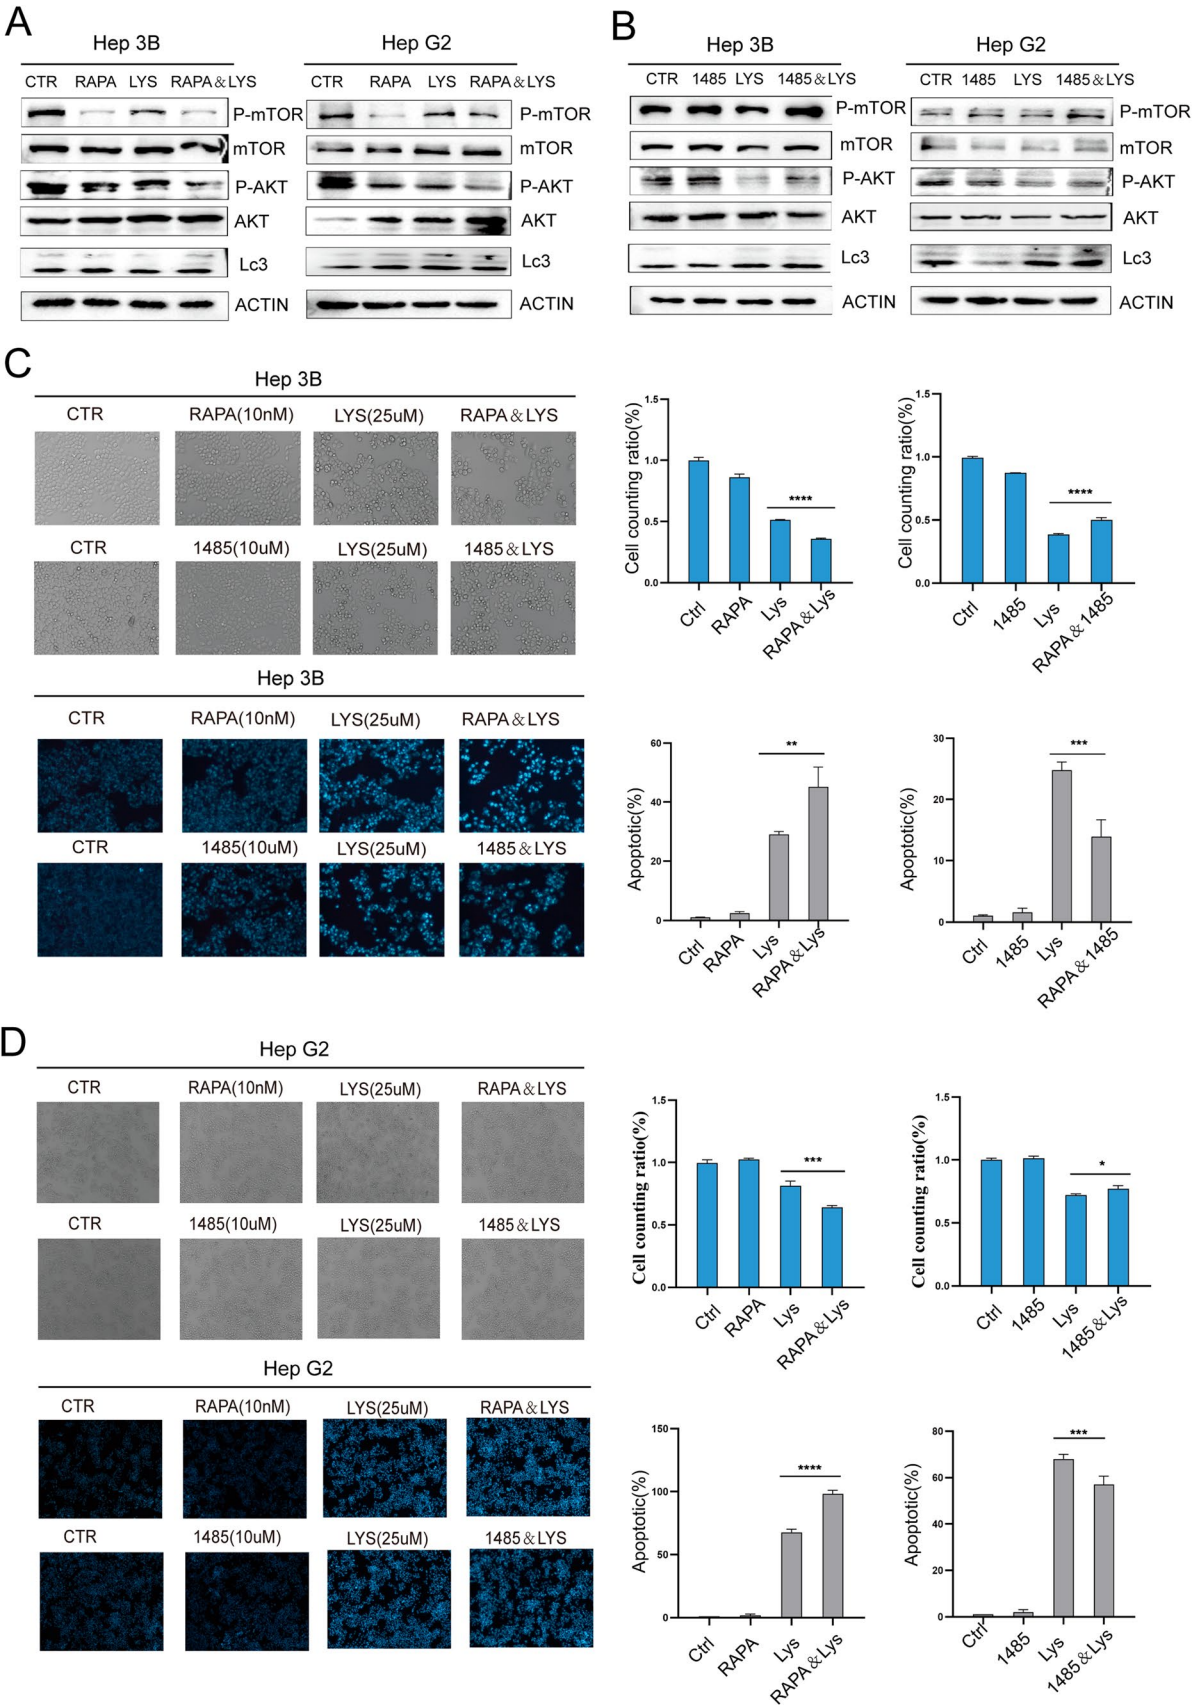 A
Hep 3B
Hep G2
CTR RAPA LYS RAPA&LYS
CTR RAPA LYS RAPA&LYS
P-mTOR
P-mTOR
mTOR
mTOR
P-AKT
P-AKT
AKT
AKT
Lc3
Lc3
ACTIN
ACTIN
B
Hep 3B
Hep G2
CTR 1485 LYS 1485&LYS
CTR 1485 LYS 1485&LYS
P-mTOR
P-mTOR
mTOR
mTOR
P-AKT
P-AKT
AKT
AKT
Lc3
Lc3
ACTIN
ACTIN
C
Hep 3B
CTR RAPA(10nM) LYS(25uM) RAPA&LYS
CTR 1485(10uM) LYS(25uM) 1485&LYS
Hep 3B
CTR RAPA(10nM) LYS(25uM) RAPA&LYS
CTR 1485(10uM) LYS(25uM) 1485&LYS
Cell counting ratio(%)
1.5
1.0
0.5
0.0
****
Ctrl RAPA Lys RAPA&Lys
Cell counting ratio(%)
1.5
1.0
0.5
0.0
****
Ctrl 1485 Lys RAPA&1485
Apoptotic(%)
60
40
20
0
**
Ctrl RAPA Lys RAPA&Lys
Apoptotic(%)
30
20
10
0
***
Ctrl 1485 Lys RAPA&1485
D
Hep G2
CTR RAPA(10nM) LYS(25uM) RAPA&LYS
CTR 1485(10uM) LYS(25uM) 1485&LYS
Hep G2
CTR RAPA(10nM) LYS(25uM) RAPA&LYS
CTR 1485(10uM) LYS(25uM) 1485&LYS
Cell counting ratio(%)
1.5
1.0
0.5
0.0
***
Ctrl RAPA Lys RAPA&Lys
Cell counting ratio(%)
1.5
1.0
0.5
0.0
*
Ctrl 1485 Lys 1485&Lys
Apoptotic(%)
150
100
50
0
****
Ctrl RAPA Lys RAPA&Lys
Apoptotic(%)
80
60
40
20
0
***
Ctrl 1485 Lys 1485&Lys